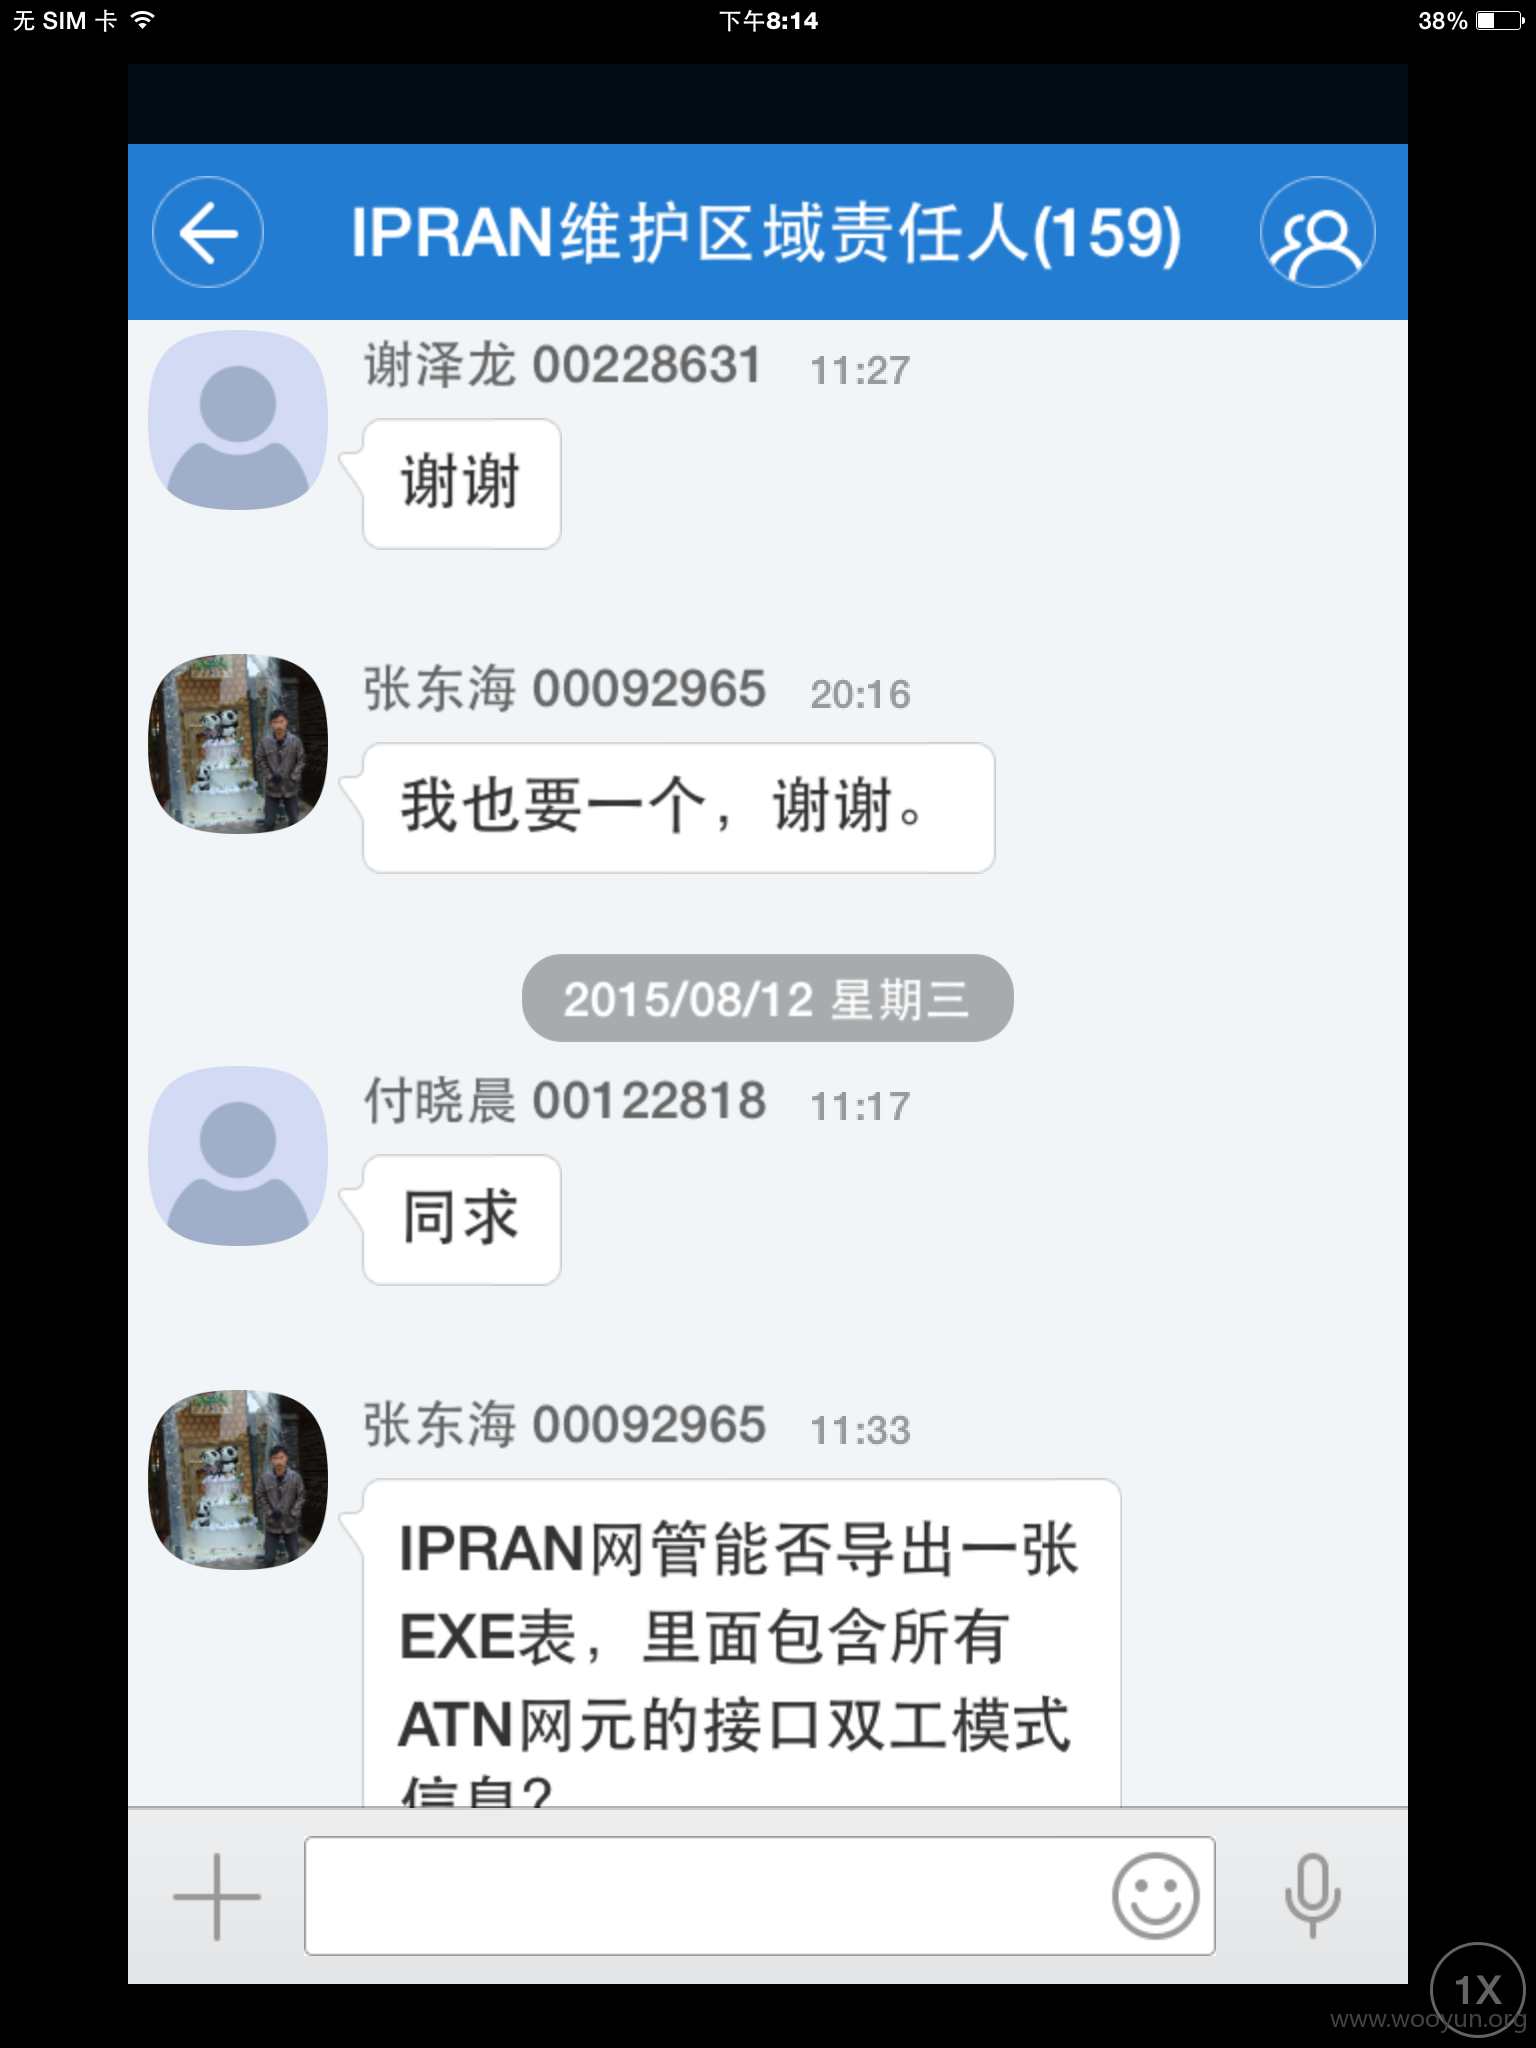 无 SIM 卡
下午8:14
38%
IPRAN维护区域责任人(159)
谢泽龙 00228631 11:27
谢谢
张东海 00092965 20:16
我也要一个，谢谢。
2015/08/12 星期三
付晓晨 00122818 11:17
同求
张东海 00092965 11:33
IPRAN网管能否导出一张
EXE表，里面包含所有
ATN网元的接口双工模式
信息？
1X
www.wooyun.org